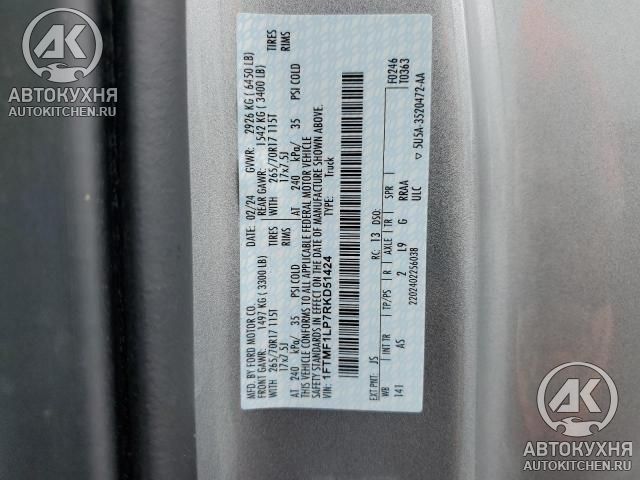 АВТОКУХНЯ
AUTOKITCHEN.RU
MFD. BY FORD MOTOR CO.
DATE: 02/24 GVWR: 2926 KG ( 6450 LB)
FRONT GAWR: 1497 KG ( 3300 LB) REAR GAWR: 1542 KG ( 3400 LB)
WITH 265/70R17 115T TIRES WITH 265/70R17 115T TIRES
17x7.5J RIMS 17x7.5J RIMS
AT 240 kPa/ 35 PSI COLD AT 240 kPa/ 35 PSI COLD
THIS VEHICLE CONFORMS TO ALL APPLICABLE FEDERAL MOTOR VEHICLE
SAFETY STANDARDS IN EFFECT ON THE DATE OF MANUFACTURE SHOWN ABOVE.
VIN: 1FTMF1LP7RKD51424 TYPE: Truck
F0246
T0363
EXT PNT: JS RC: 13 DSO:
WB INT TR TP/PS R AXLE TR SPR
141 AS 2 L9 G RRAA
ULC
2202402256038 ▽ 5U5A-3520472-AA
АВТОКУХНЯ
AUTOKITCHEN.RU